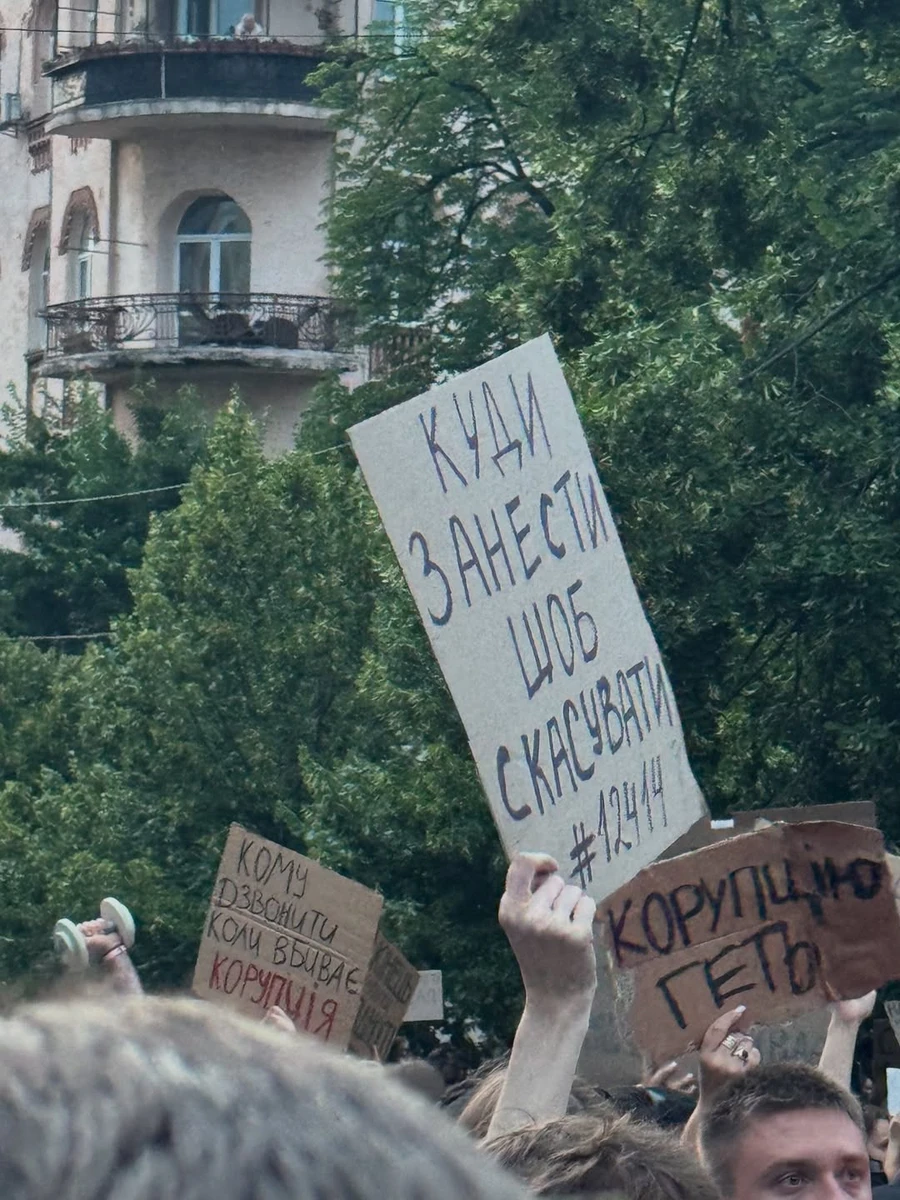 КУДИ
ЗАНЕСТИ
ЩОБ
СКАСУВАТИ
#12414
КОМУ
ДЗВОНИТИ
КОЛИ ВБИВАЄ
КОРУПЦІЯ
КОРУПЦІЮ
ГЕТЬ